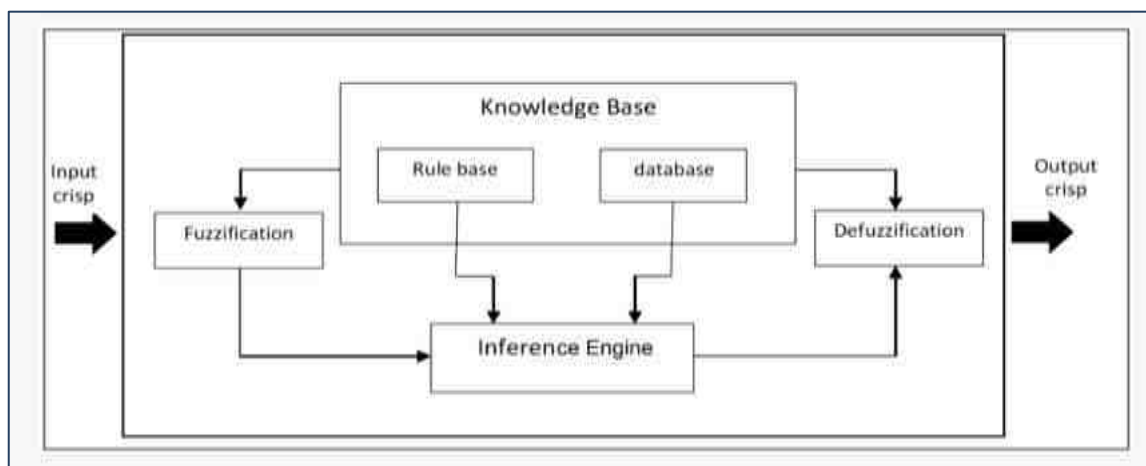 Knowledge Base
Rule base
database
Input
crisp
Output
crisp
Fuzzification
Defuzzification
Inference Engine